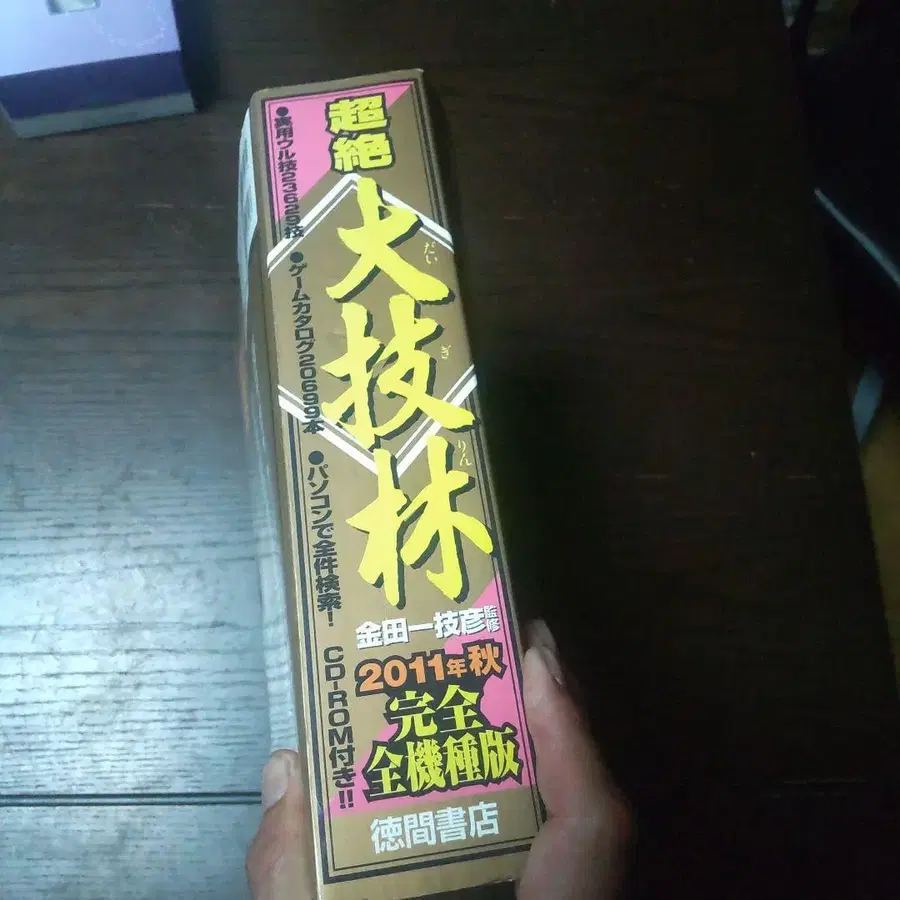 超絶
大技林
だいぎりん
●実用ウル技23629技 ●ゲームカタログ20699本 ●パソコンで全件検索! CD-ROM付き!!
金田一技彦 監修
2011年秋
完全
全機種版
徳間書店